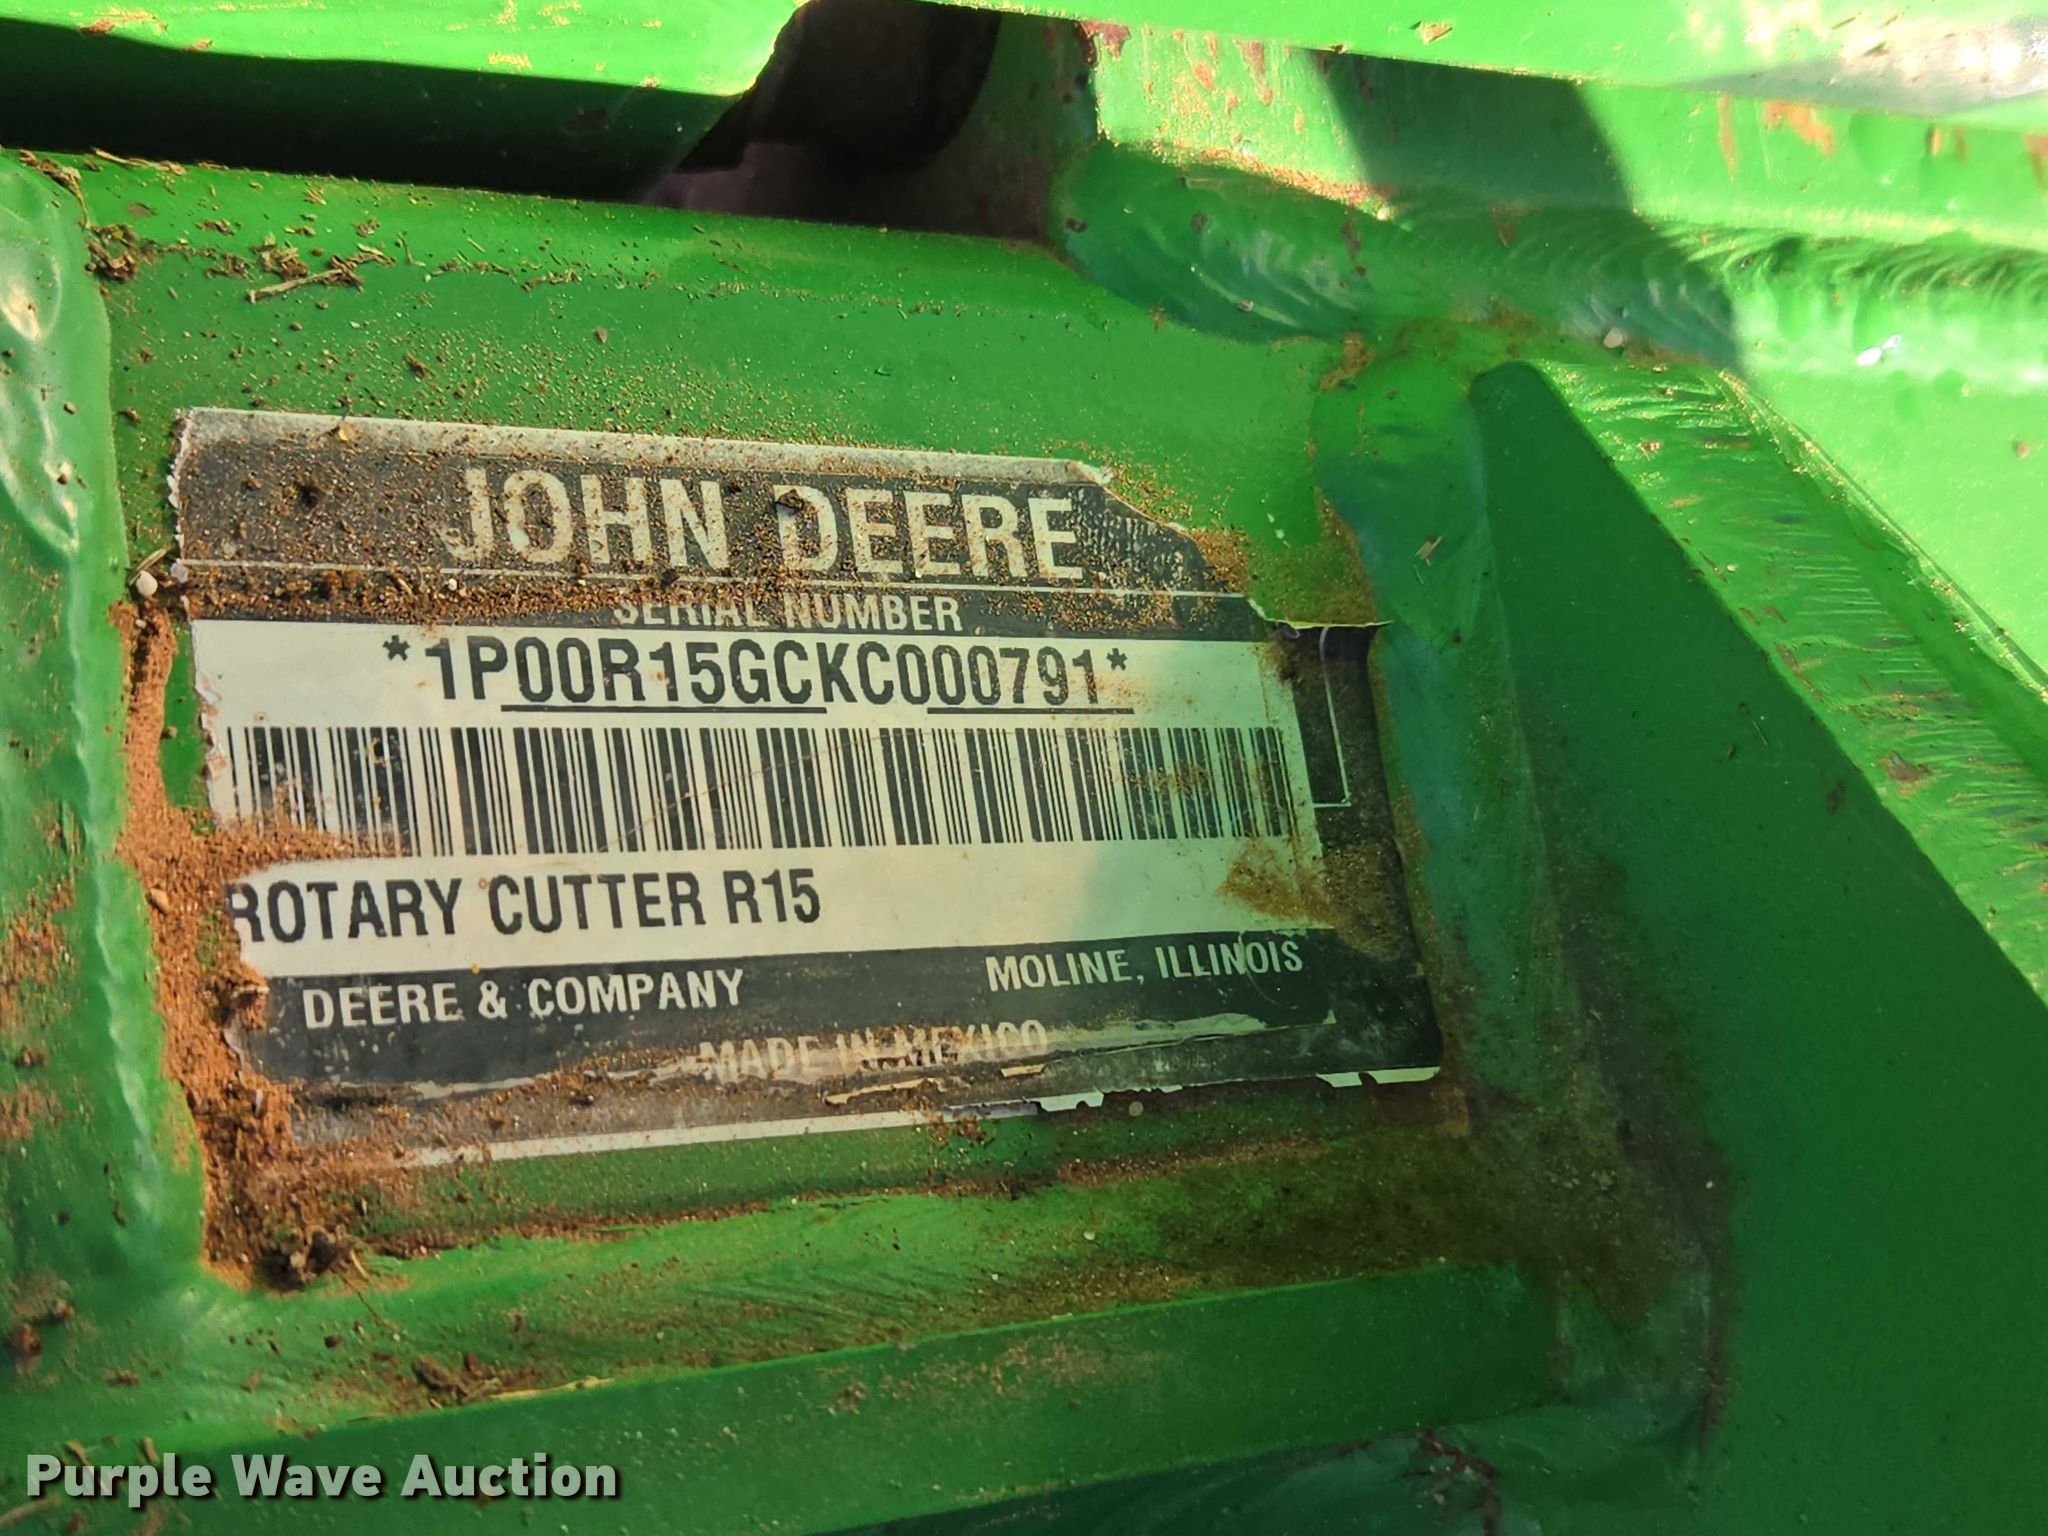 JOHN DEERE
SERIAL NUMBER
*1P00R15GCKC000791*
ROTARY CUTTER R15
DEERE & COMPANY MOLINE, ILLINOIS
MADE IN MEXICO
Purple Wave Auction